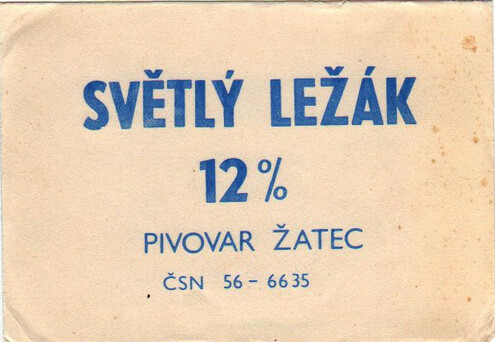 SVĚTLÝ LEŽÁK
12%
PIVOVAR ŽATEC
ČSN 56 - 6635